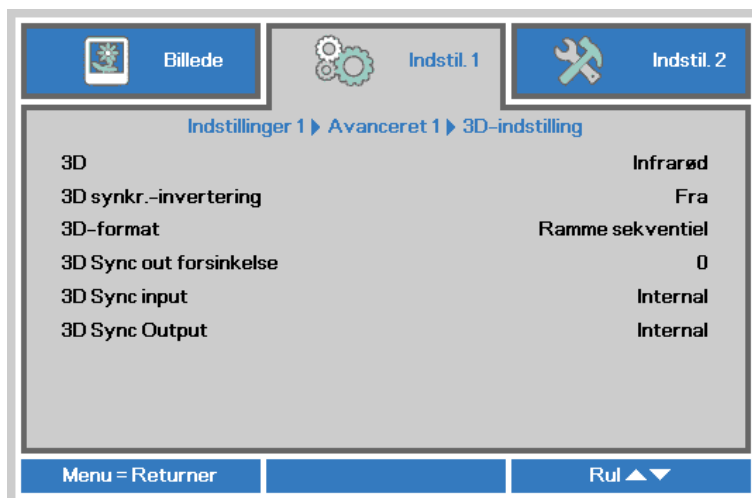 Billede Indstil. 1 Indstil. 2
Indstillinger 1 ▶ Avanceret 1 ▶ 3D-indstilling
3D Infrarød
3D synkr.-invertering Fra
3D-format Ramme sekventiel
3D Sync out forsinkelse 0
3D Sync input Internal
3D Sync Output Internal
Menu = Returner Rul ▲▼